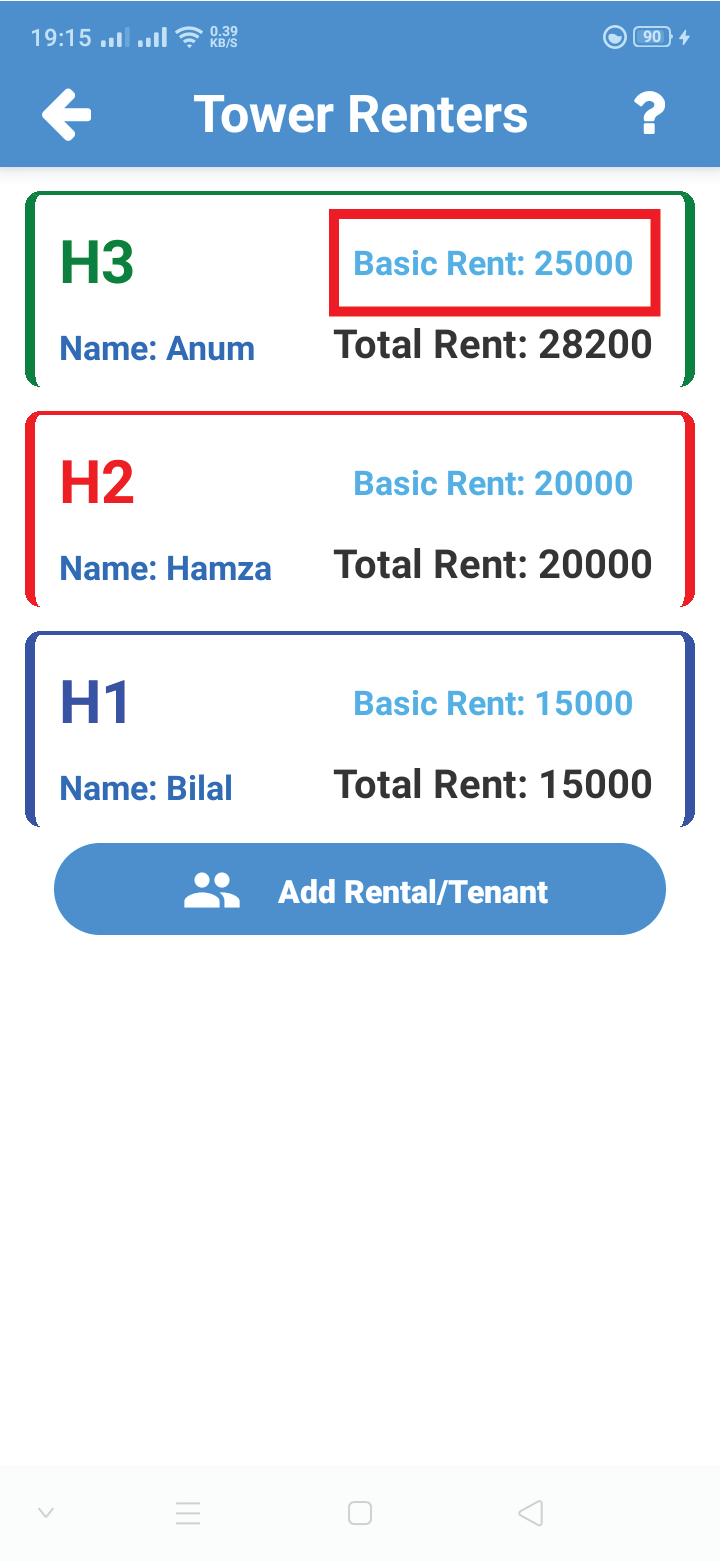 19:15 0.39 KB/S 90
Tower Renters ?
H3
Basic Rent: 25000
Name: Anum
Total Rent: 28200
H2
Basic Rent: 20000
Name: Hamza
Total Rent: 20000
H1
Basic Rent: 15000
Name: Bilal
Total Rent: 15000
Add Rental/Tenant